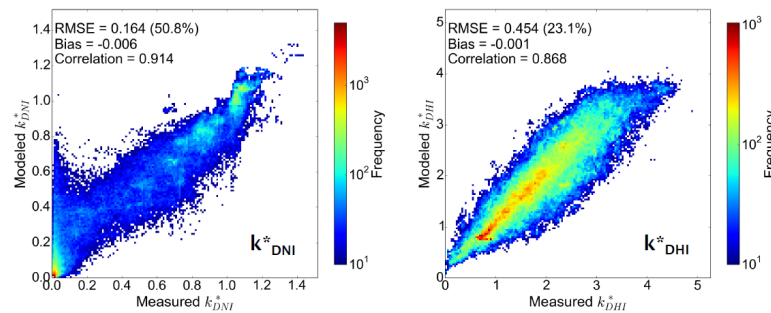 RMSE = 0.164 (50.8%)
Bias = -0.006
Correlation = 0.914
Modeled k*DNI
1.4
1.2
1.0
0.8
0.6
0.4
0.2
0.0
0.0 0.2 0.4 0.6 0.8 1.0 1.2 1.4
Measured k*DNI
k*DNI
10³
10²
10¹
Frequency
RMSE = 0.454 (23.1%)
Bias = -0.001
Correlation = 0.868
Modeled k*DHI
5
4
3
2
1
0
0 1 2 3 4 5
Measured k*DHI
k*DHI
10³
10²
10¹
Frequency